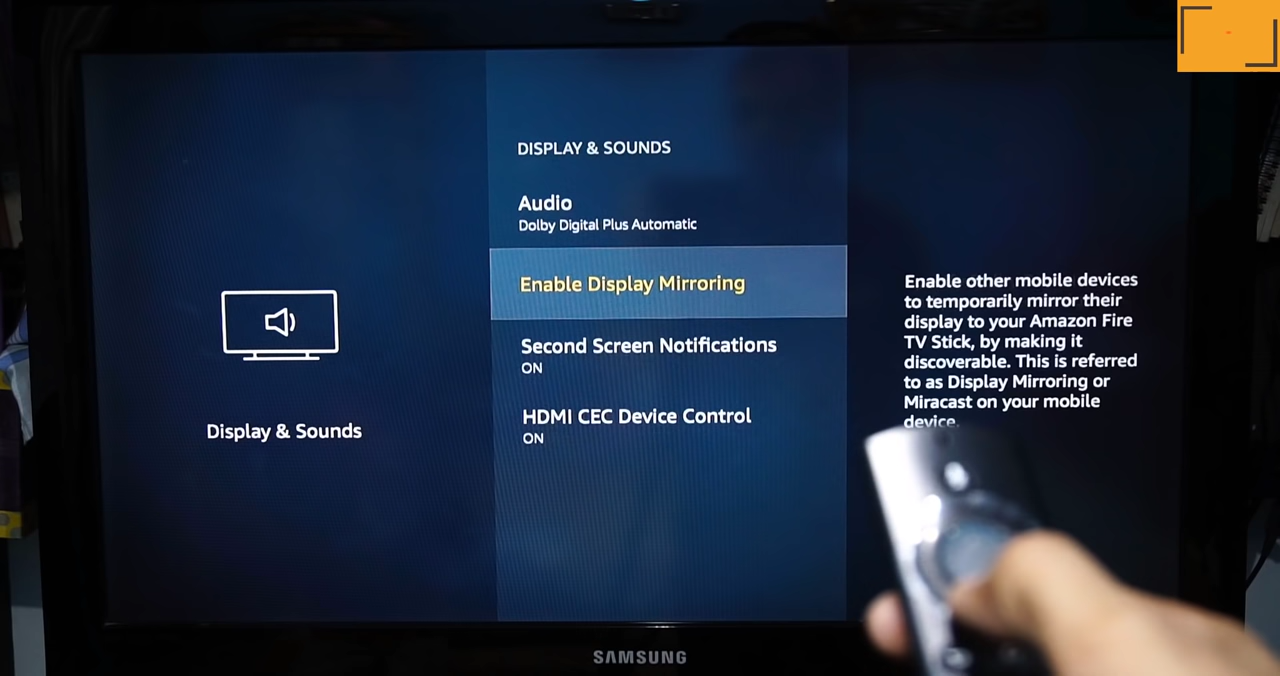 DISPLAY & SOUNDS
Audio
Dolby Digital Plus Automatic
Enable Display Mirroring
Second Screen Notifications
ON
HDMI CEC Device Control
ON
Display & Sounds
Enable other mobile devices
to temporarily mirror their
display to your Amazon Fire
TV Stick, by making it
discoverable. This is referred
to as Display Mirroring or
Miracast on your mobile
device.
SAMSUNG